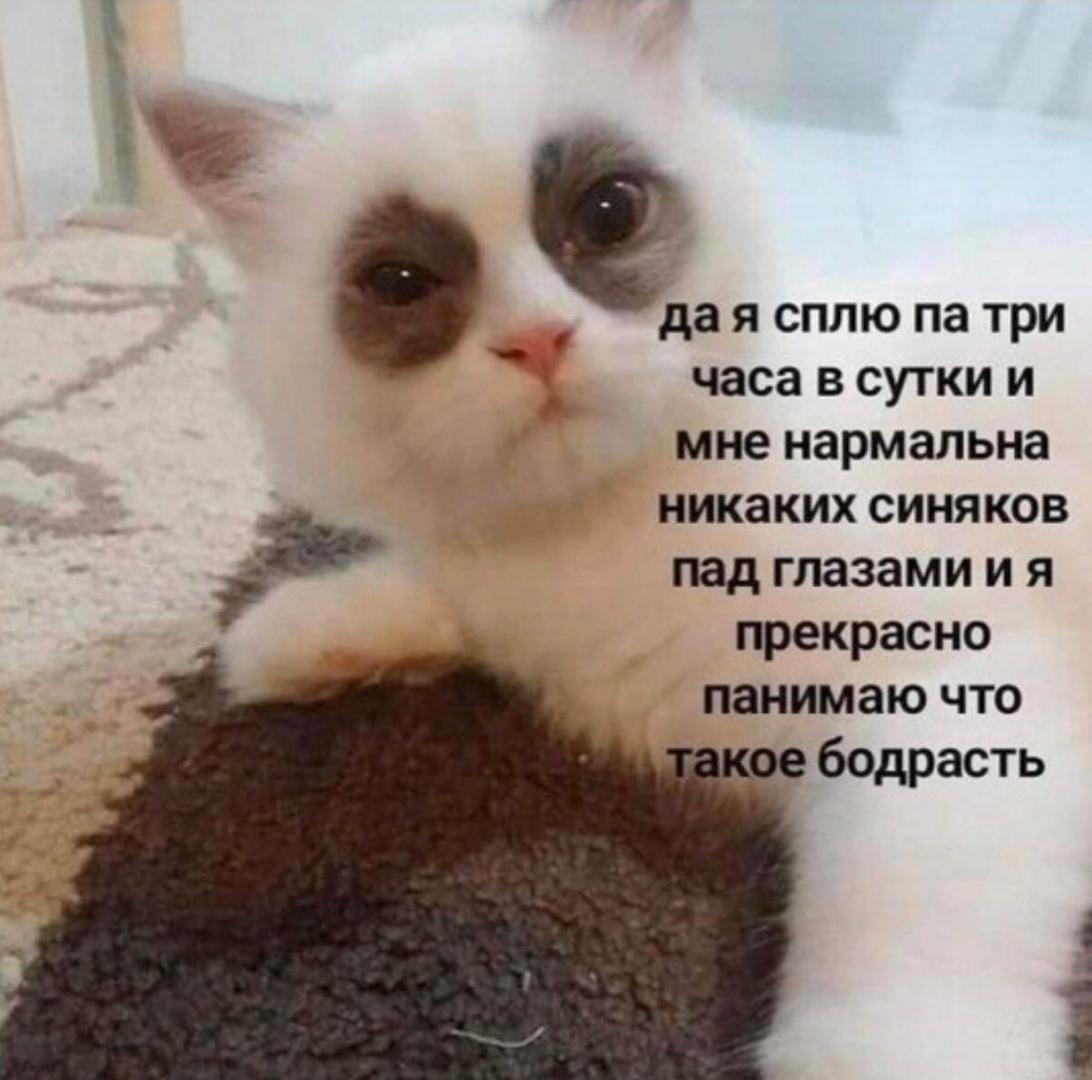 да я сплю па три
часа в сутки и
мне нармальна
никаких синяков
пад глазами и я
прекрасно
панимаю что
такое бодрасть